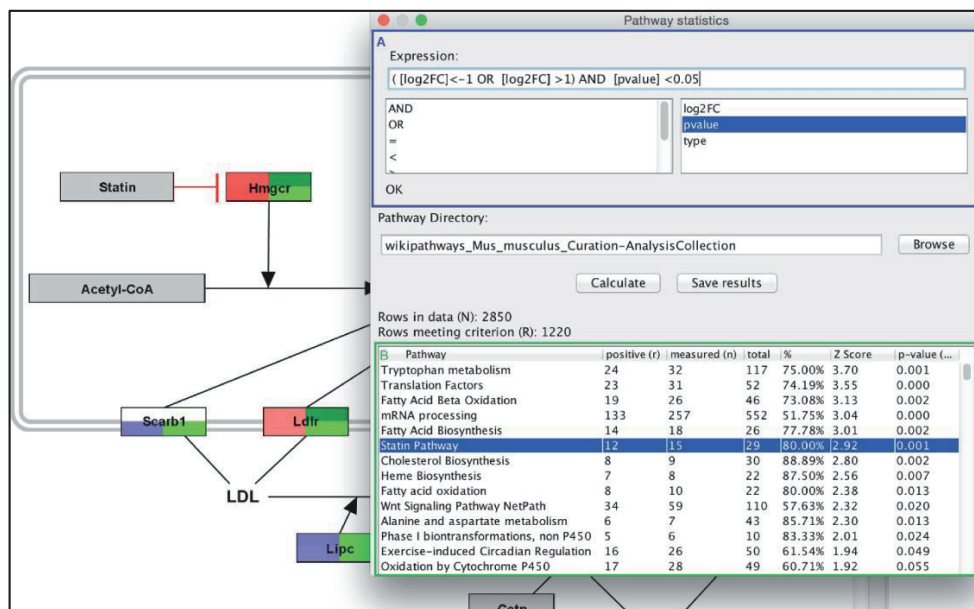 Pathway statistics
A
Expression:
( [log2FC]<-1 OR [log2FC] >1) AND [pvalue] <0.05
AND
OR
=
<
log2FC
pvalue
type
OK
Pathway Directory:
wikipathways_Mus_musculus_Curation-AnalysisCollection
Browse
Calculate
Save results
Rows in data (N): 2850
Rows meeting criterion (R): 1220
B Pathway positive (r) measured (n) total % Z Score p-value (...
Tryptophan metabolism 24 32 117 75.00% 3.70 0.001
Translation Factors 23 31 52 74.19% 3.55 0.000
Fatty Acid Beta Oxidation 19 26 46 73.08% 3.13 0.002
mRNA processing 133 257 552 51.75% 3.04 0.000
Fatty Acid Biosynthesis 14 18 26 77.78% 3.01 0.002
Statin Pathway 12 15 29 80.00% 2.92 0.001
Cholesterol Biosynthesis 8 9 30 88.89% 2.80 0.002
Heme Biosynthesis 7 8 22 87.50% 2.56 0.007
Fatty acid oxidation 8 10 22 80.00% 2.38 0.013
Wnt Signaling Pathway NetPath 34 59 110 57.63% 2.32 0.020
Alanine and aspartate metabolism 6 7 43 85.71% 2.30 0.013
Phase I biontransformations, non P450 5 6 10 83.33% 2.01 0.024
Exercise-induced Circadian Regulation 16 26 50 61.54% 1.94 0.049
Oxidation by Cytochrome P450 17 28 49 60.71% 1.92 0.055
Statin
Hmgcr
Acetyl-CoA
Scarb1
Ldlr
LDL
Lipc